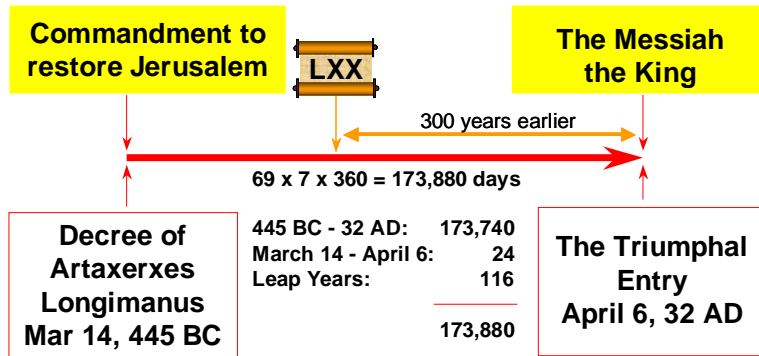 Commandment to
restore Jerusalem
LXX
The Messiah
the King
300 years earlier
69 x 7 x 360 = 173,880 days
Decree of
Artaxerxes
Longimanus
Mar 14, 445 BC
445 BC - 32 AD: 173,740
March 14 - April 6: 24
Leap Years: 116
173,880
The Triumphal
Entry
April 6, 32 AD